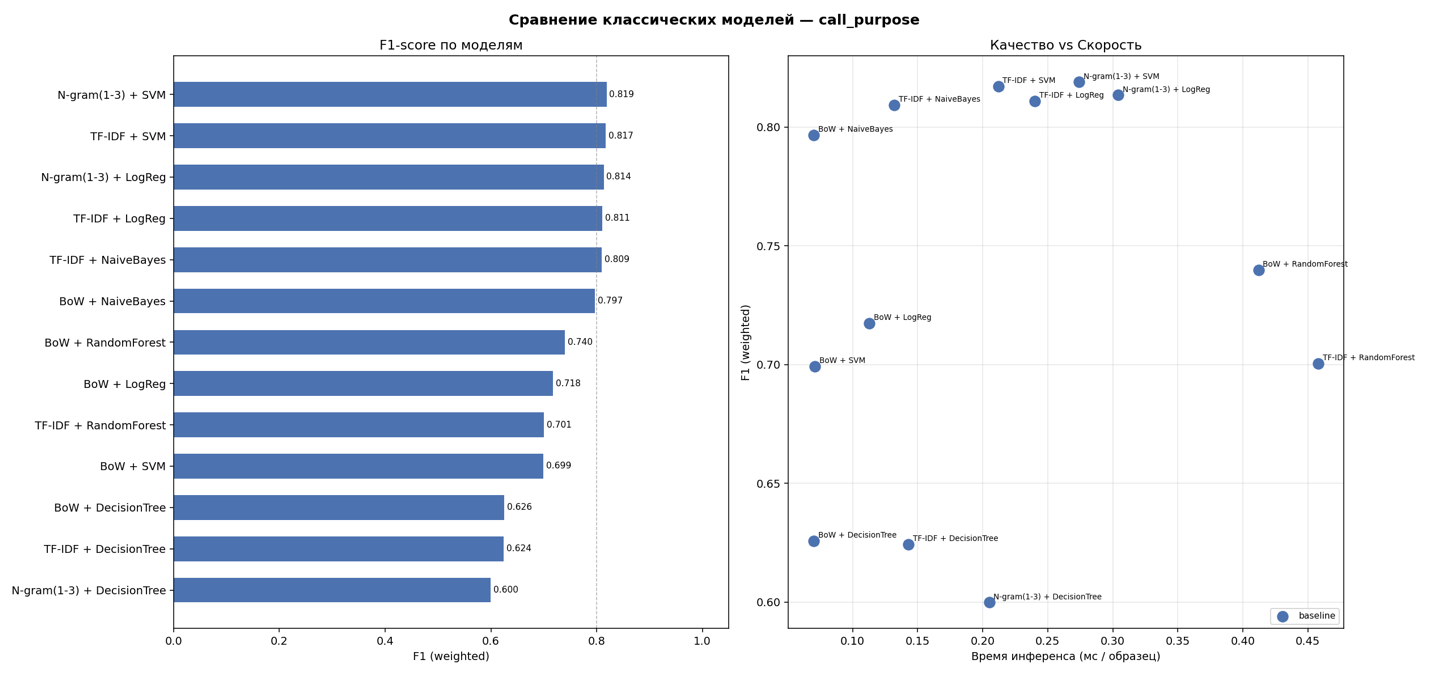 Сравнение классических моделей — call_purpose
F1-score по моделям
N-gram(1-3) + SVM
0.819
TF-IDF + SVM
0.817
N-gram(1-3) + LogReg
0.814
TF-IDF + LogReg
0.811
TF-IDF + NaiveBayes
0.809
BoW + NaiveBayes
0.797
BoW + RandomForest
0.740
BoW + LogReg
0.718
TF-IDF + RandomForest
0.701
BoW + SVM
0.699
BoW + DecisionTree
0.626
TF-IDF + DecisionTree
0.624
N-gram(1-3) + DecisionTree
0.600
0.0
0.2
0.4
0.6
0.8
1.0
F1 (weighted)
Качество vs Скорость
F1 (weighted)
0.80
0.75
0.70
0.65
0.60
N-gram(1-3) + SVM
TF-IDF + SVM
N-gram(1-3) + LogReg
TF-IDF + LogReg
TF-IDF + NaiveBayes
BoW + NaiveBayes
BoW + RandomForest
BoW + LogReg
TF-IDF + RandomForest
BoW + SVM
BoW + DecisionTree
TF-IDF + DecisionTree
N-gram(1-3) + DecisionTree
baseline
0.10
0.15
0.20
0.25
0.30
0.35
0.40
0.45
Время инференса (мс / образец)